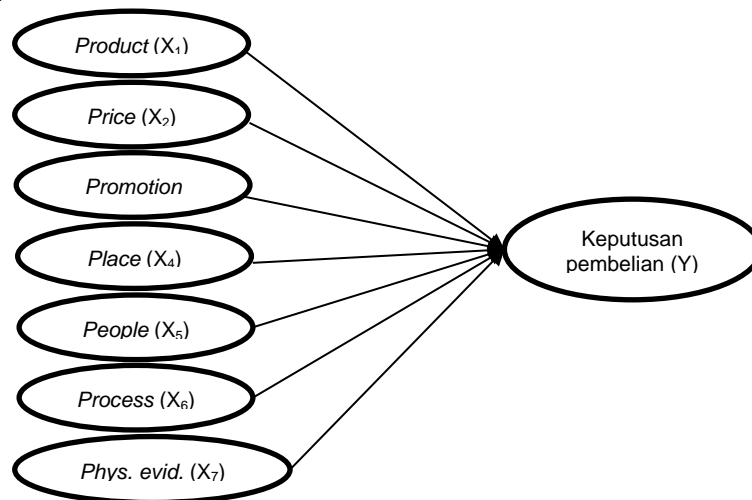 Product (X₁)
Price (X₂)
Promotion
Place (X₄)
People (X₅)
Process (X₆)
Phys. evid. (X₇)
Keputusan
pembelian (Y)